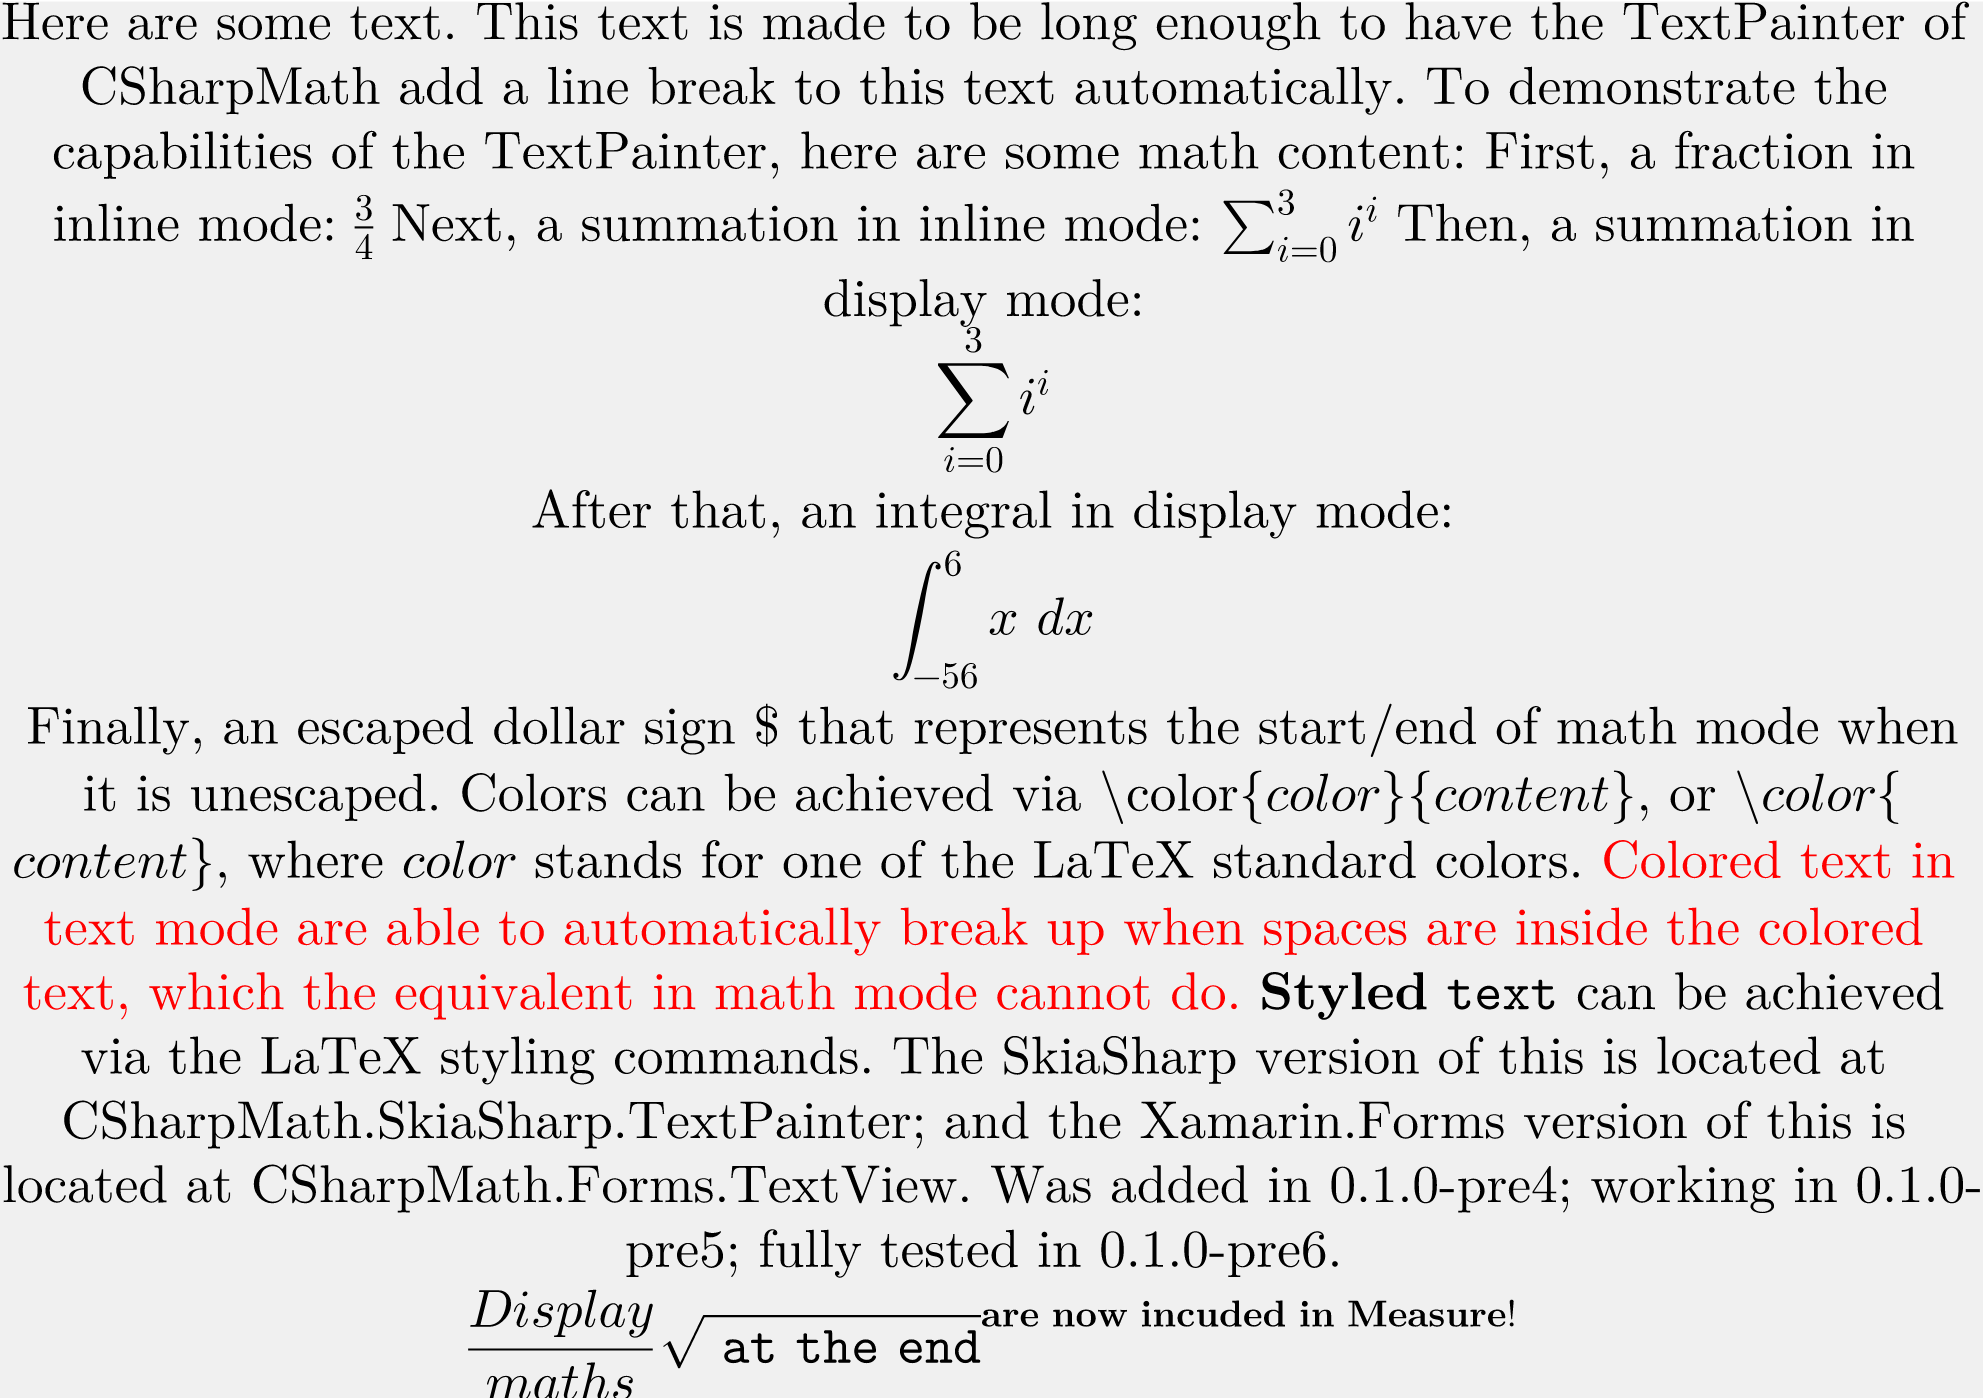 Here are some text. This text is made to be long enough to have the TextPainter of
CSharpMath add a line break to this text automatically. To demonstrate the
capabilities of the TextPainter, here are some math content: First, a fraction in
inline mode: $\frac{3}{4}$ Next, a summation in inline mode: $\sum_{i=0}^{3} i^i$ Then, a summation in
display mode:
$$\sum_{i=0}^{3} i^i$$
After that, an integral in display mode:
$$\int_{-56}^{6} x \ dx$$
Finally, an escaped dollar sign $ that represents the start/end of math mode when
it is unescaped. Colors can be achieved via \color{color}{content}, or \color{
content}, where color stands for one of the LaTeX standard colors. Colored text in
text mode are able to automatically break up when spaces are inside the colored
text, which the equivalent in math mode cannot do. Styled text can be achieved
via the LaTeX styling commands. The SkiaSharp version of this is located at
CSharpMath.SkiaSharp.TextPainter; and the Xamarin.Forms version of this is
located at CSharpMath.Forms.TextView. Was added in 0.1.0-pre4; working in 0.1.0-
pre5; fully tested in 0.1.0-pre6.
$$\frac{Display}{maths} \sqrt{\texttt{at the end}}^{\textbf{are now incuded in Measure}!}$$